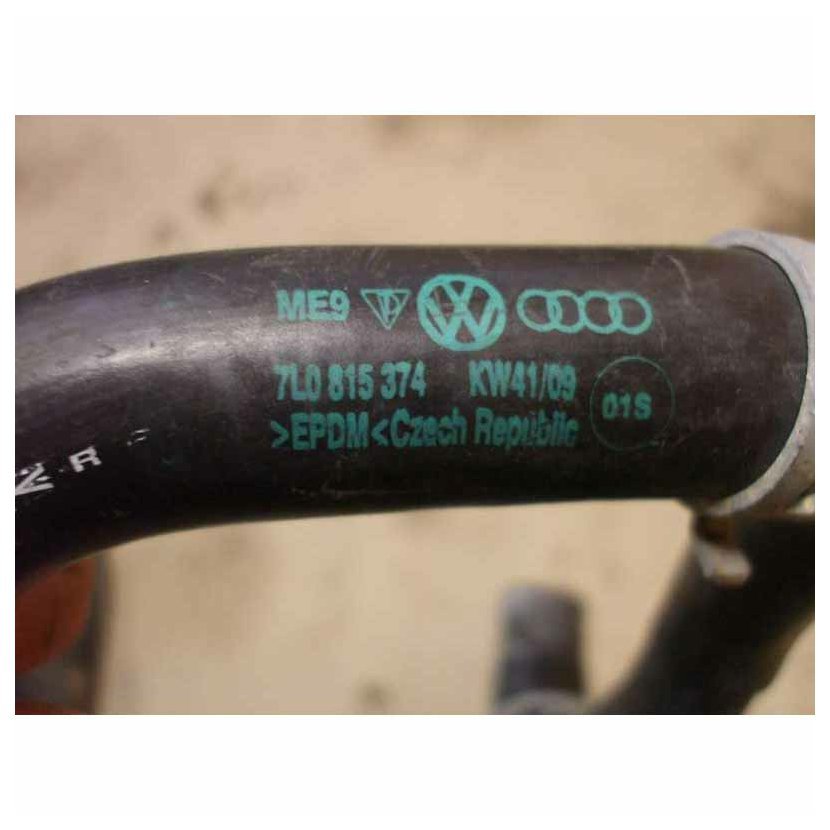 ME9
7L0 815 374 KW41/09
>EPDM<Czech Republic
01S